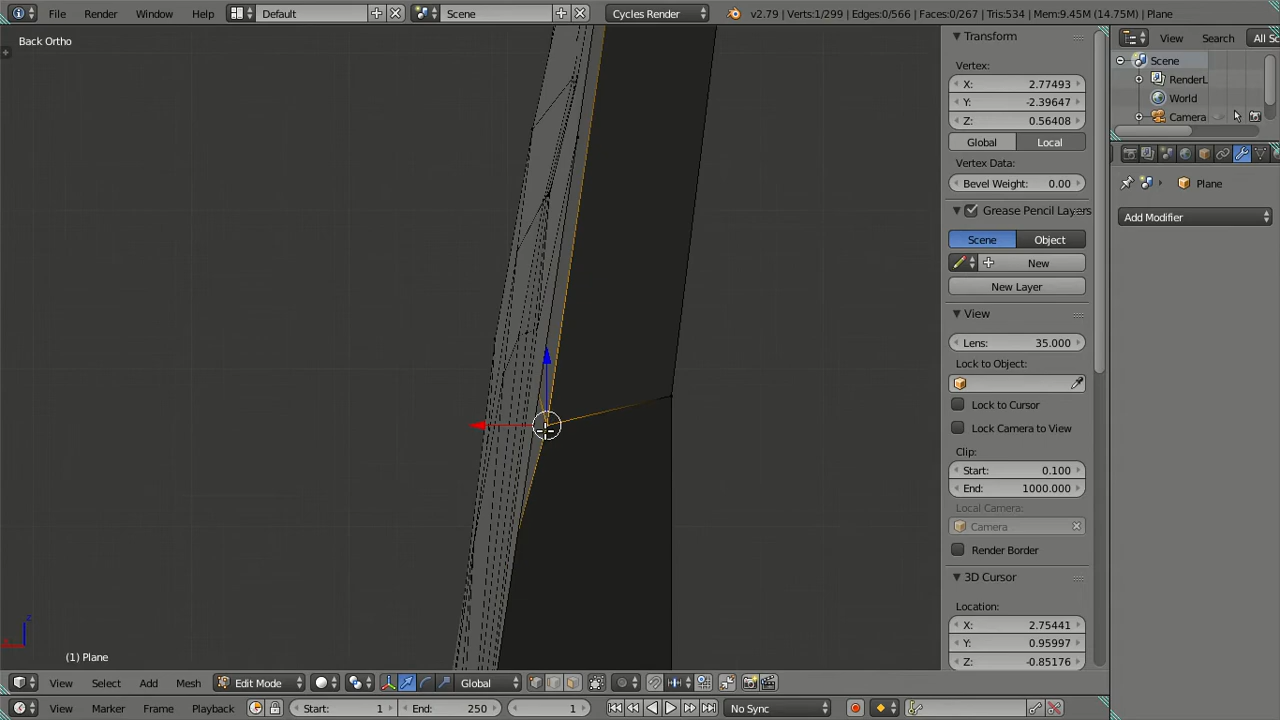 File Render Window Help Default Scene Cycles Render v2.79 | Verts:1/299 | Edges:0/566 | Faces:0/267 | Tris:534 | Mem:9.45M (14.75M) | Plane
Back Ortho
Transform
Vertex:
X: 2.77493
Y: -2.39647
Z: 0.56408
Global Local
Vertex Data:
Bevel Weight: 0.00
Grease Pencil Layers
Scene Object
New
New Layer
View
Lens: 35.000
Lock to Object:
Lock to Cursor
Lock Camera to View
Clip:
Start: 0.100
End: 1000.000
Local Camera:
Camera
Render Border
3D Cursor
Location:
X: 2.75441
Y: 0.95997
Z: -0.85176
View Search All Sc
Scene
RenderL
World
Camera
Plane
Add Modifier
z
x
(1) Plane
View Select Add Mesh Edit Mode Global
View Marker Frame Playback Start: 1 End: 250 1 No Sync